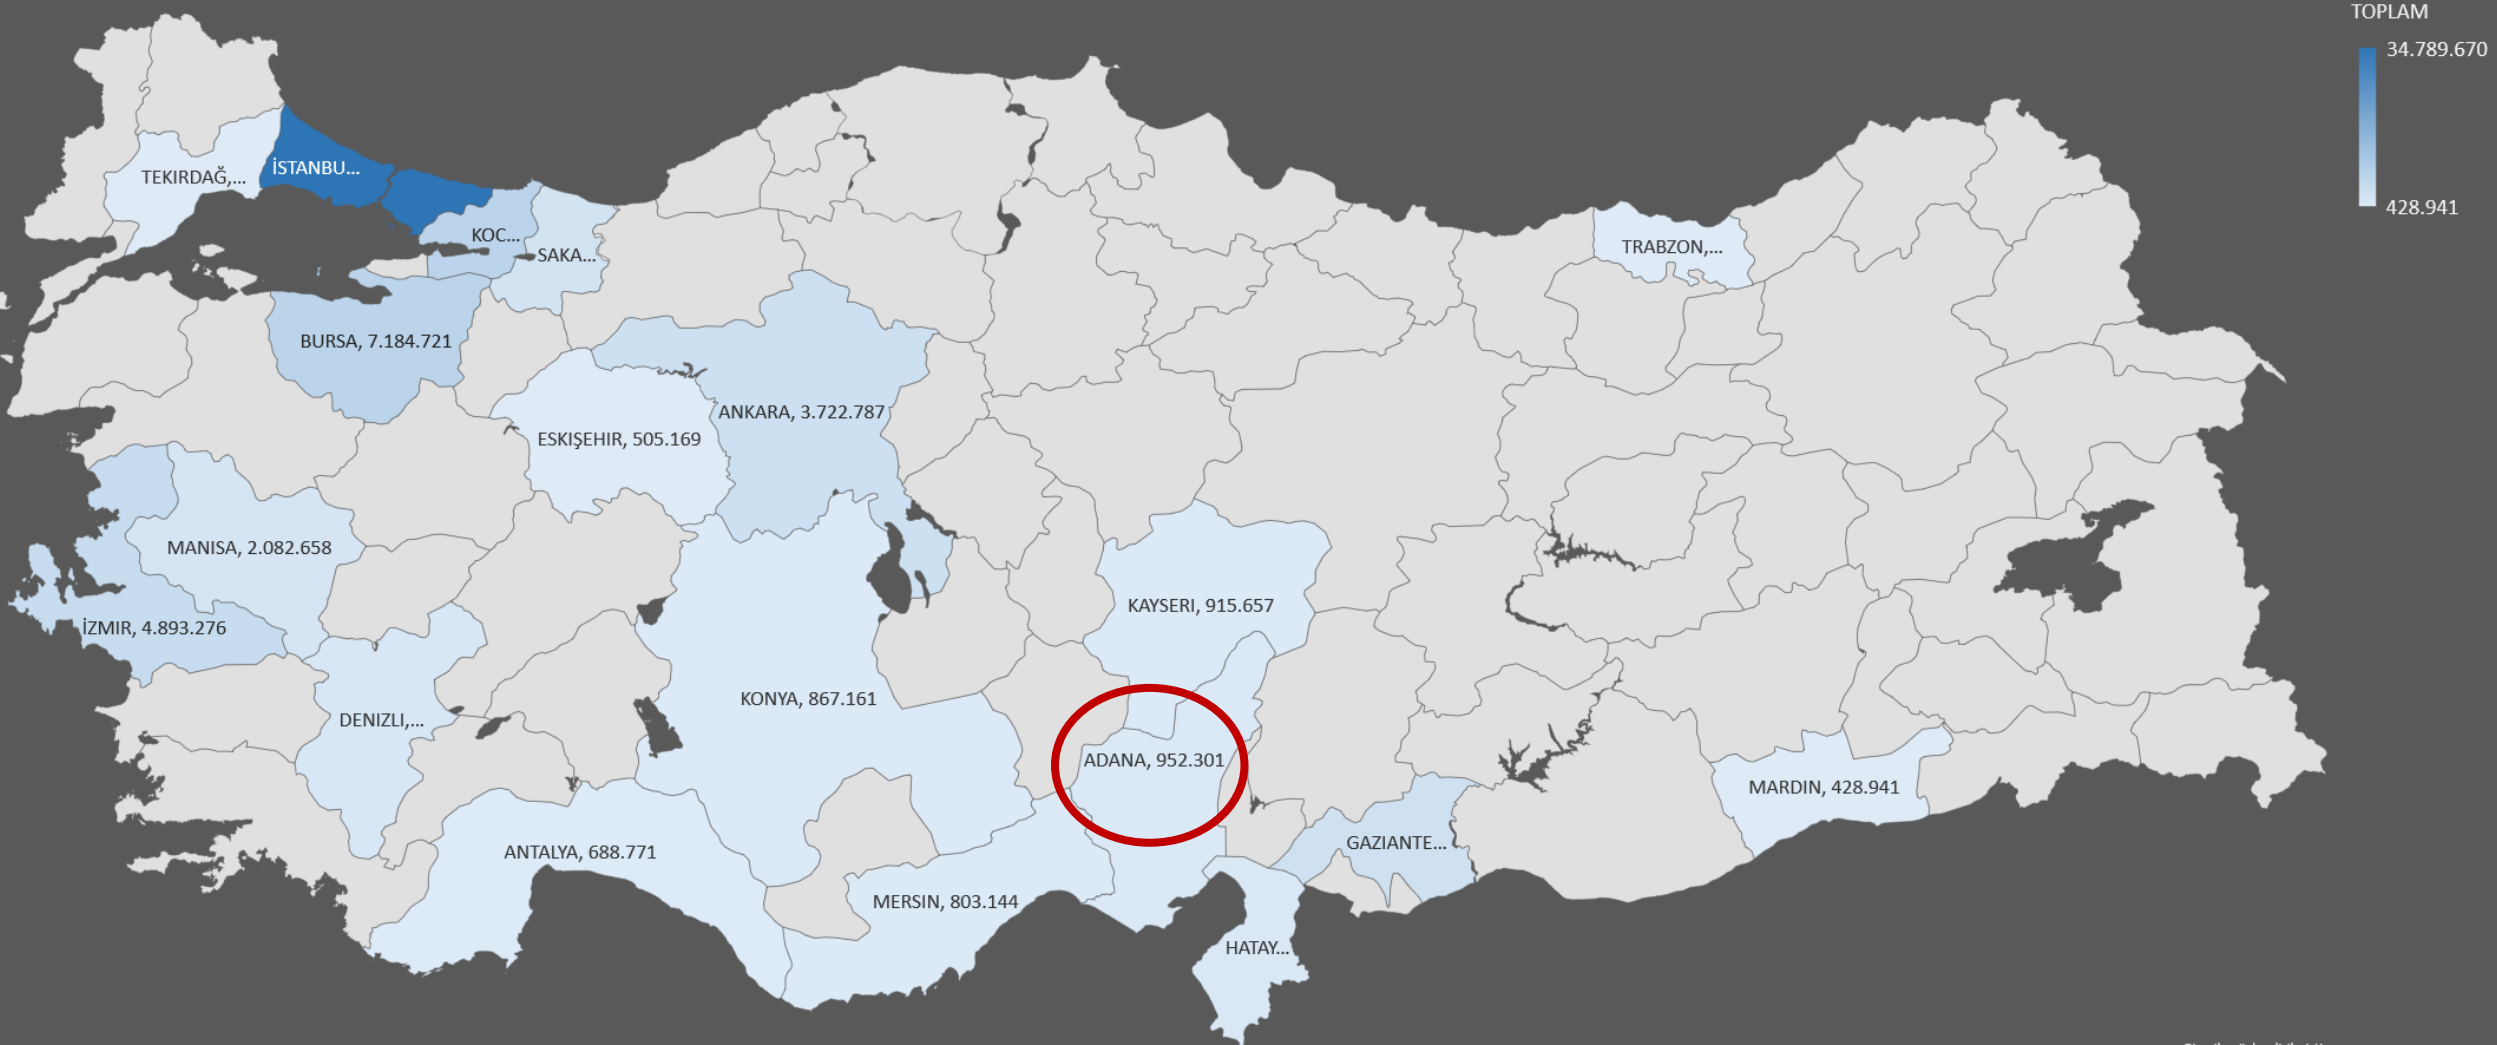 TOPLAM
34.789.670
428.941
TEKIRDAĞ,...
İSTANBU...
KOC...
SAKA...
TRABZON,...
BURSA, 7.184.721
ANKARA, 3.722.787
ESKIŞEHIR, 505.169
MANISA, 2.082.658
KAYSERI, 915.657
İZMIR, 4.893.276
KONYA, 867.161
DENIZLI,...
ADANA, 952.301
MARDIN, 428.941
GAZIANTE...
ANTALYA, 688.771
MERSIN, 803.144
HATAY...